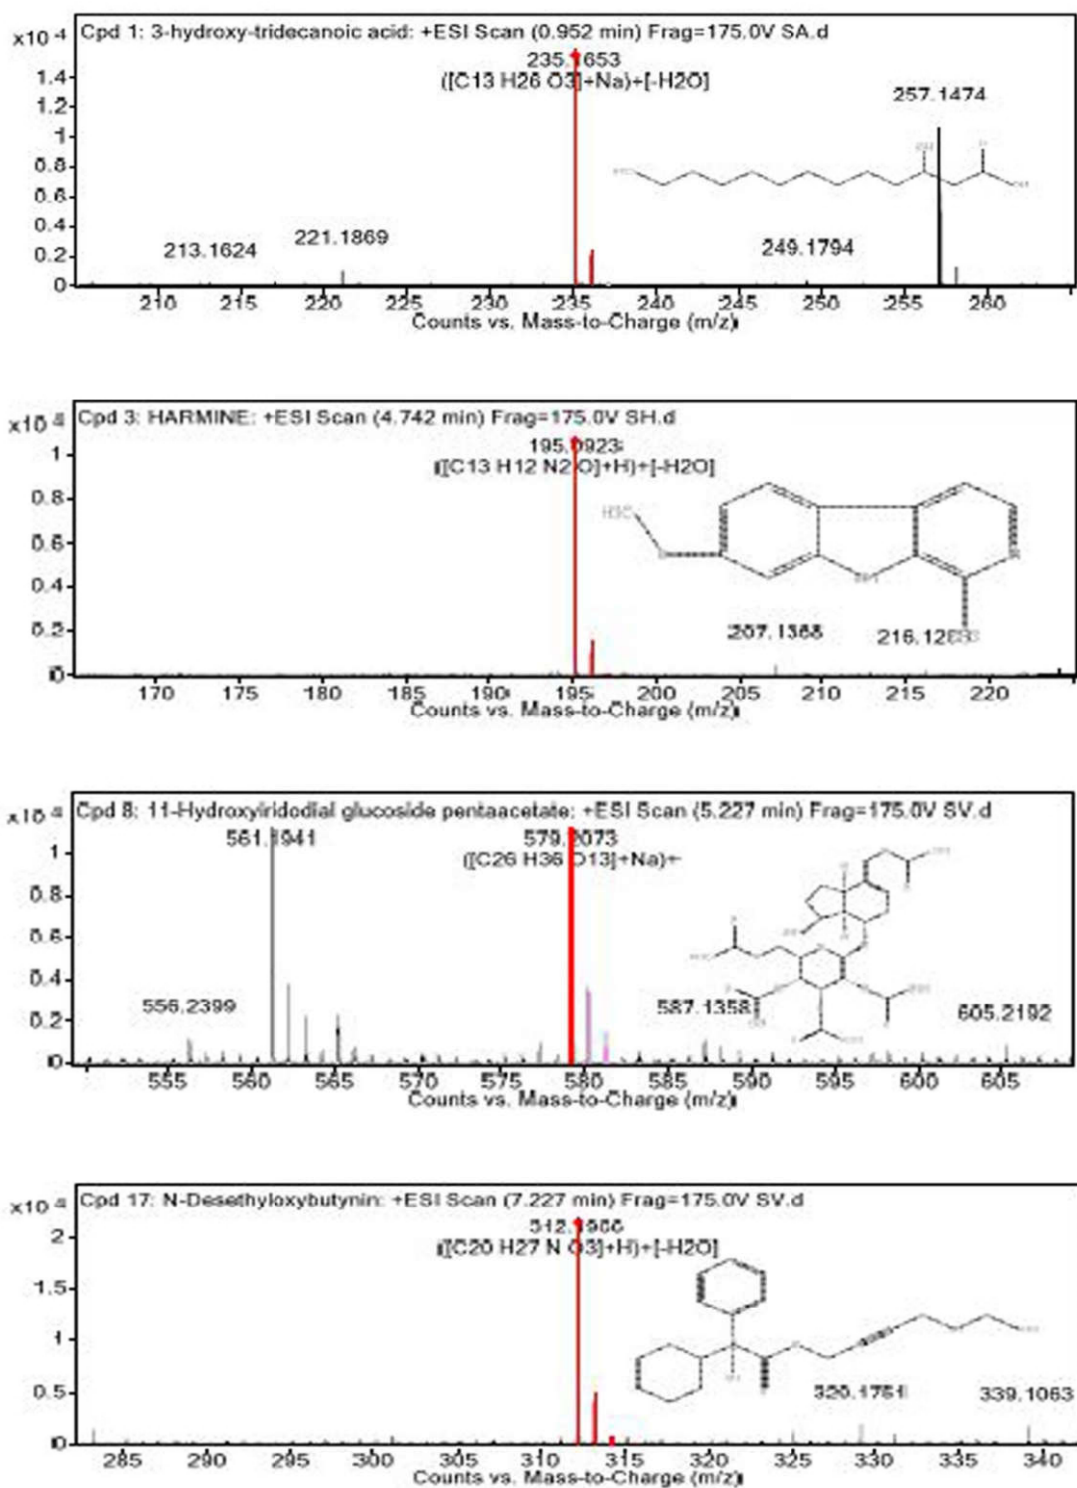 x10 4 Cpd 1: 3-hydroxy-tridecanoic acid: +ESI Scan (0.952 min) Frag=175.0V SA.d
235.1653
([C13 H26 O3]+Na)+[-H2O]
257.1474
1.4
1.2
1
0.8
0.6
0.4
0.2
0
213.1624
221.1869
249.1794
210 215 220 225 230 235 240 245 250 255 260
Counts vs. Mass-to-Charge (m/z)
x10 4 Cpd 3: HARMINE: +ESI Scan (4.742 min) Frag=175.0V SH.d
195.0923
([C13 H12 N2 O]+H)+[-H2O]
H3C
1
0.8
0.6
0.4
0.2
0
207.1368
170 175 180 185 190 195 200 205 210 215 220
Counts vs. Mass-to-Charge (m/z)
x10 4 Cpd 8: 11-Hydroxyiridodial glucoside pentaacetate: +ESI Scan (5.227 min) Frag=175.0V SV.d
561.1941
579.2073
([C26 H36 O13]+Na)+
1
0.8
0.6
0.4
0.2
0
556.2399
587.1358
605.2192
555 560 565 570 575 580 585 590 595 600 605
Counts vs. Mass-to-Charge (m/z)
x10 4 Cpd 17: N-Desethyloxybutynin: +ESI Scan (7.227 min) Frag=175.0V SV.d
([C20 H27 N O3]+H)+[-H2O]
2
1.5
1
0.5
0
339.1063
285 290 295 300 305 310 315 320 325 330 335 340
Counts vs. Mass-to-Charge (m/z)